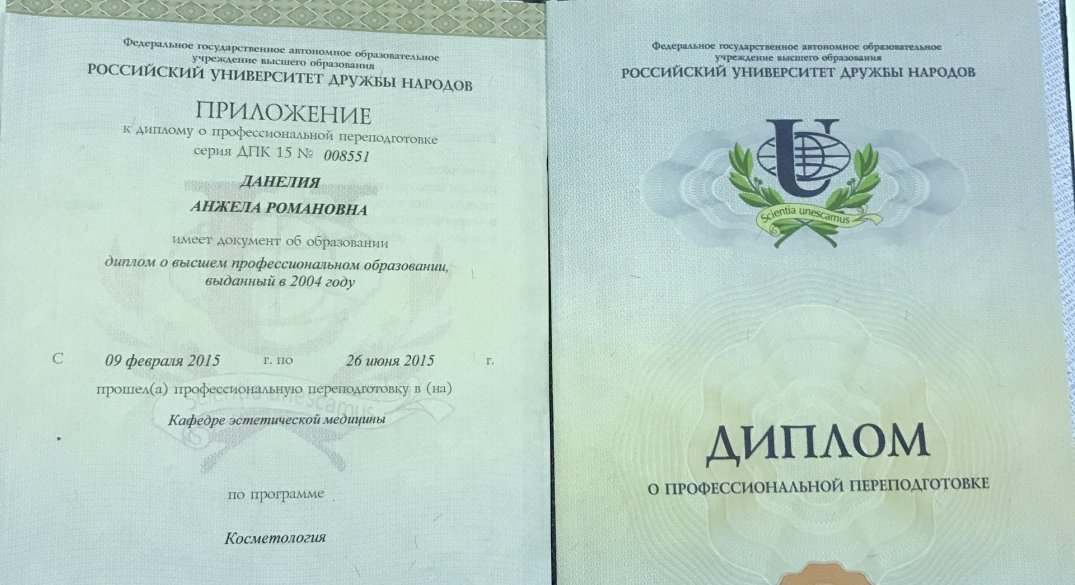 Федеральное государственное автономное образовательное
учреждение высшего образования
РОССИЙСКИЙ УНИВЕРСИТЕТ ДРУЖБЫ НАРОДОВ
ПРИЛОЖЕНИЕ
к диплому о профессиональной переподготовке
серия ДПК 15 № 008551
ДАНЕЛИЯ
АНЖЕЛА РОМАНОВНА
имеет документ об образовании
диплом о высшем профессиональном образовании,
выданный в 2004 году
С 09 февраля 2015 г. по 26 июня 2015 г.
прошел(а) профессиональную переподготовку в (на)
Кафедре эстетической медицины
по программе
Косметология
Федеральное государственное автономное образовательное
учреждение высшего образования
РОССИЙСКИЙ УНИВЕРСИТЕТ ДРУЖБЫ НАРОДОВ
Scientia unescamus
ДИПЛОМ
О ПРОФЕССИОНАЛЬНОЙ ПЕРЕПОДГОТОВКЕ